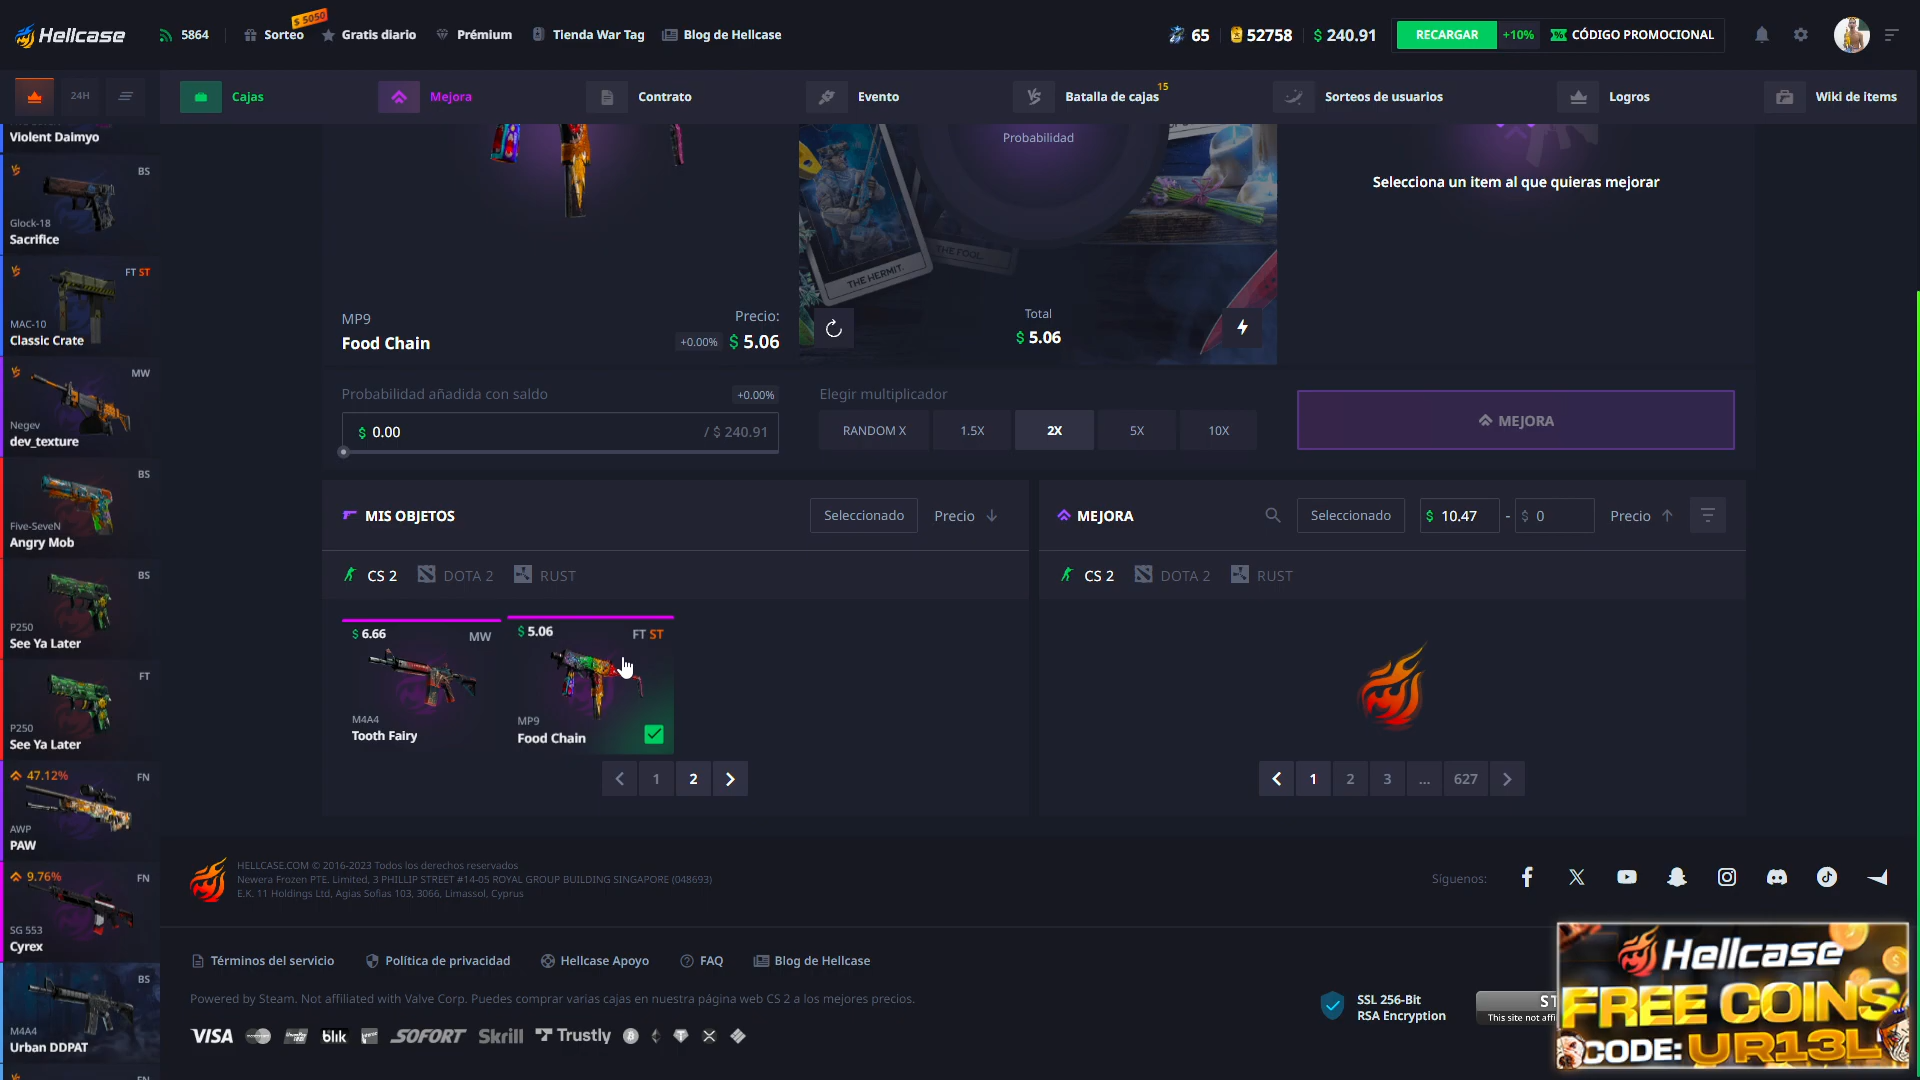 Hellcase
5864
$ 5050
Sorteo
Gratis diario
Prémium
Tienda War Tag
Blog de Hellcase
65
52758
$ 240.91
RECARGAR
+10%
CÓDIGO PROMOCIONAL
24H
Cajas
Mejora
Contrato
Evento
Batalla de cajas
15
Sorteos de usuarios
Logros
Wiki de items
Violent Daimyo
BS
Glock-18
Sacrifice
FT ST
MAC-10
Classic Crate
MW
Negev
dev_texture
BS
Five-SeveN
Angry Mob
BS
P250
See Ya Later
FT
P250
See Ya Later
47.12%
FN
AWP
PAW
9.76%
FN
SG 553
Cyrex
BS
M4A4
Urban DDPAT
FN
Probabilidad
THE HERMIT.
THE FOOL.
Selecciona un item al que quieras mejorar
MP9
Food Chain
Precio:
+0.00%
$ 5.06
Total
$ 5.06
Probabilidad añadida con saldo
+0.00%
$ 0.00
/ $ 240.91
Elegir multiplicador
RANDOM X
1.5X
2X
5X
10X
MEJORA
MIS OBJETOS
Seleccionado
Precio
CS 2
DOTA 2
RUST
$ 6.66
MW
M4A4
Tooth Fairy
$ 5.06
FT ST
MP9
Food Chain
1
2
MEJORA
Seleccionado
$ 10.47
-
$ 0
Precio
CS 2
DOTA 2
RUST
1
2
3
...
627
HELLCASE.COM © 2016-2023 Todos los derechos reservados
Newera Frozen PTE. Limited, 3 PHILLIP STREET #14-05 ROYAL GROUP BUILDING SINGAPORE (048693)
E.K. 11 Holdings Ltd, Agias Sofias 103, 3066, Limassol, Cyprus
Síguenos:
Términos del servicio
Política de privacidad
Hellcase Apoyo
FAQ
Blog de Hellcase
Powered by Steam. Not affiliated with Valve Corp. Puedes comprar varias cajas en nuestra página web CS 2 a los mejores precios.
VISA
blik
SOFORT
Skrill
Trustly
SSL 256-Bit
RSA Encryption
ST
This site not affi
Hellcase
FREE COINS
CODE: UR13L